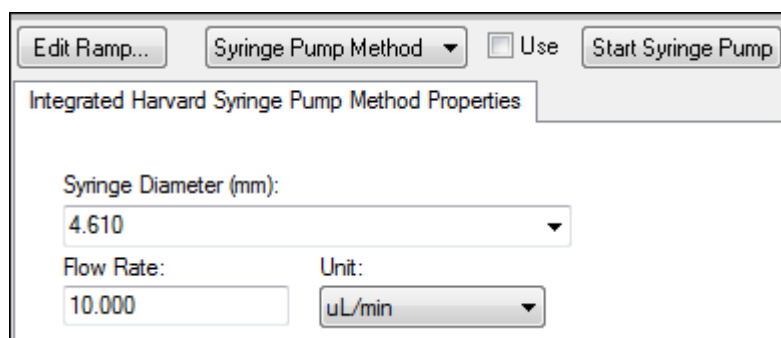 Edit Ramp... Syringe Pump Method Use Start Syringe Pump
Integrated Harvard Syringe Pump Method Properties
Syringe Diameter (mm):
4.610
Flow Rate: Unit:
10.000 uL/min